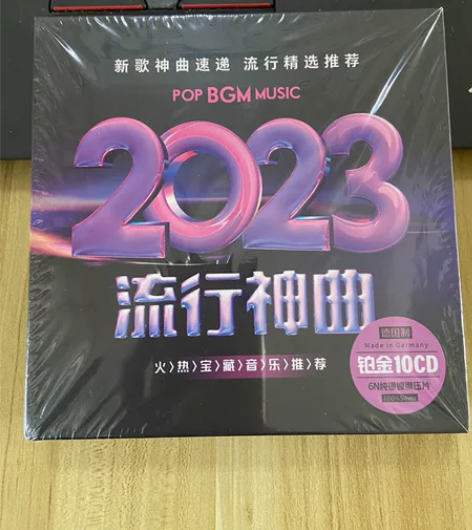 新歌神曲速递 流行精选推荐
POP BGM MUSIC
2023
流行神曲
火>热>宝>藏>音>乐>推>荐
德国制
Made in Germany
铂金10CD
6N纯银镀膜压片